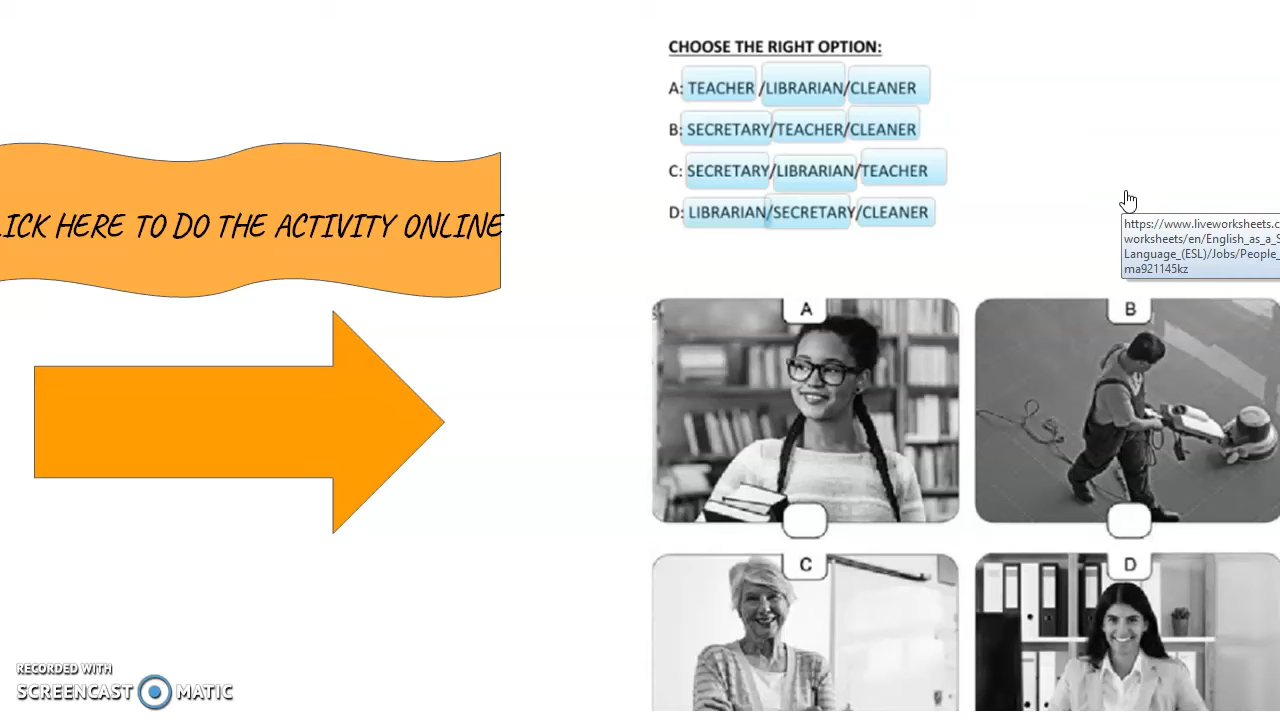 CHOOSE THE RIGHT OPTION:
A: TEACHER /LIBRARIAN/CLEANER
B: SECRETARY/TEACHER/CLEANER
C: SECRETARY/LIBRARIAN/TEACHER
D: LIBRARIAN/SECRETARY/CLEANER
ICK HERE TO DO THE ACTIVITY ONLINE
https://www.liveworksheets.c
worksheets/en/English_as_a_S
Language_(ESL)/Jobs/People_
ma921145kz
A
B
C
D
RECORDED WITH
SCREENCAST MATIC